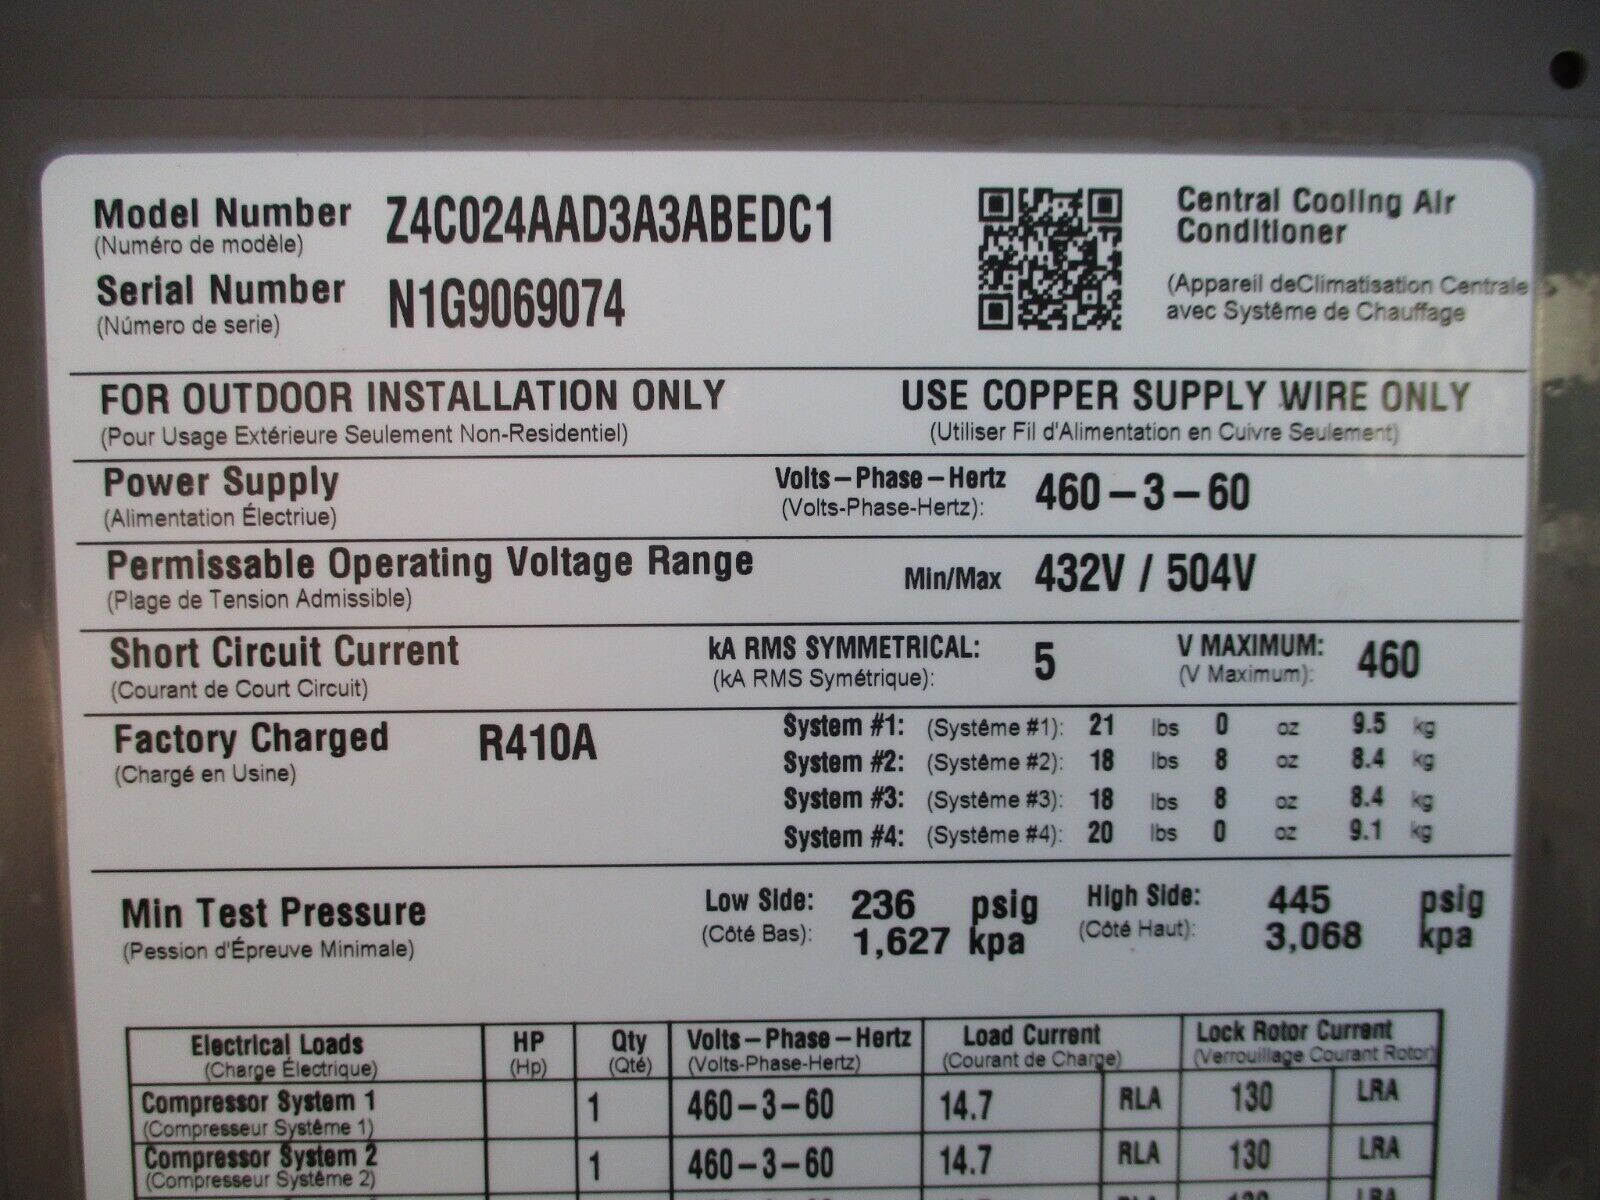 Model Number Z4C024AAD3A3ABEDC1
(Numéro de modèle)
Serial Number N1G9069074
(Número de serie)
Central Cooling Air
Conditioner
(Appareil deClimatisation Centrale
avec Système de Chauffage
FOR OUTDOOR INSTALLATION ONLY USE COPPER SUPPLY WIRE ONLY
(Pour Usage Extérieure Seulement Non-Residentiel) (Utiliser Fil d'Alimentation en Cuivre Seulement)
Power Supply Volts-Phase-Hertz 460-3-60
(Alimentation Électriue) (Volts-Phase-Hertz):
Permissable Operating Voltage Range Min/Max 432V / 504V
(Plage de Tension Admissible)
Short Circuit Current kA RMS SYMMETRICAL: 5 V MAXIMUM: 460
(Courant de Court Circuit) (kA RMS Symétrique): (V Maximum):
Factory Charged R410A System #1: (Système #1): 21 lbs 0 oz 9.5 kg
(Chargé en Usine) System #2: (Système #2): 18 lbs 8 oz 8.4 kg
System #3: (Système #3): 18 lbs 8 oz 8.4 kg
System #4: (Système #4): 20 lbs 0 oz 9.1 kg
Min Test Pressure Low Side: 236 psig High Side: 445 psig
(Pession d'Épreuve Minimale) (Côté Bas): 1,627 kpa (Côté Haut): 3,068 kpa
Electrical Loads HP Qty Volts-Phase-Hertz Load Current Lock Rotor Current
(Charge Électrique) (Hp) (Qté) (Volts-Phase-Hertz) (Courant de Charge) (Verrouillage Courant Rotor)
Compressor System 1 1 460-3-60 14.7 RLA 130 LRA
(Compresseur Système 1)
Compressor System 2 1 460-3-60 14.7 RLA 130 LRA
(Compresseur Système 2)